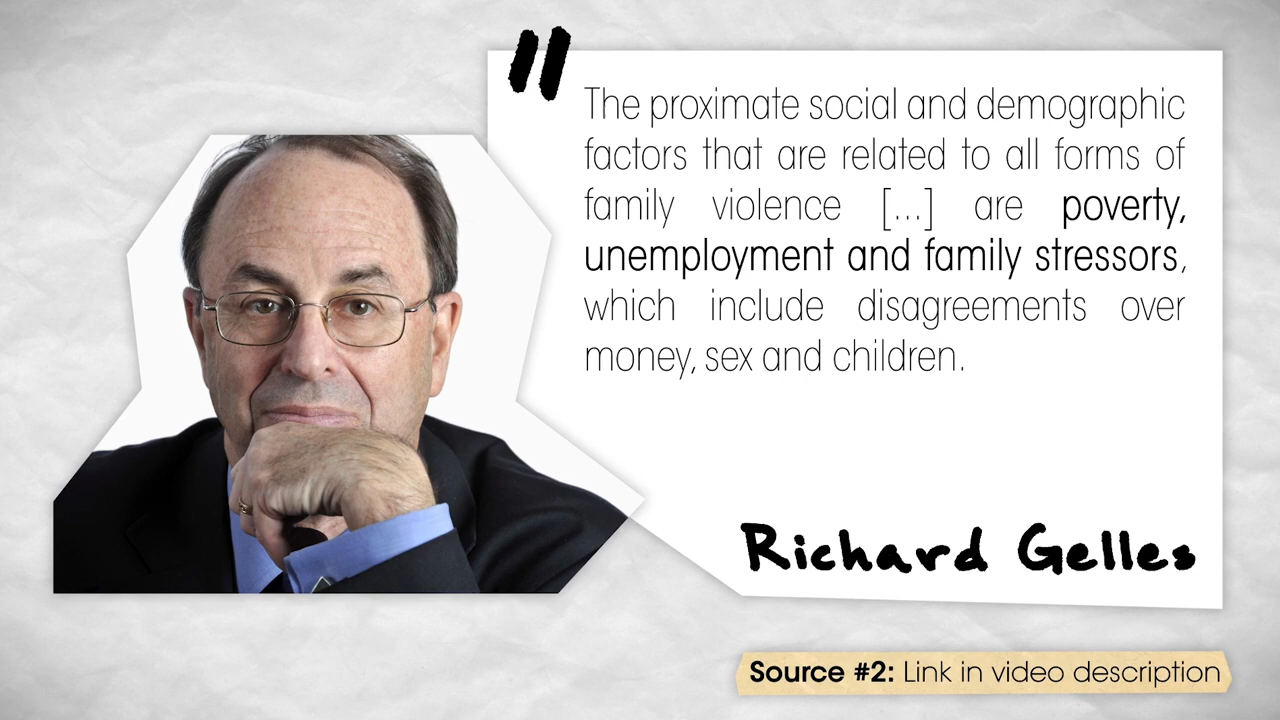 "
The proximate social and demographic
factors that are related to all forms of
family violence [...] are poverty,
unemployment and family stressors,
which include disagreements over
money, sex and children.
Richard Gelles
Source #2: Link in video description